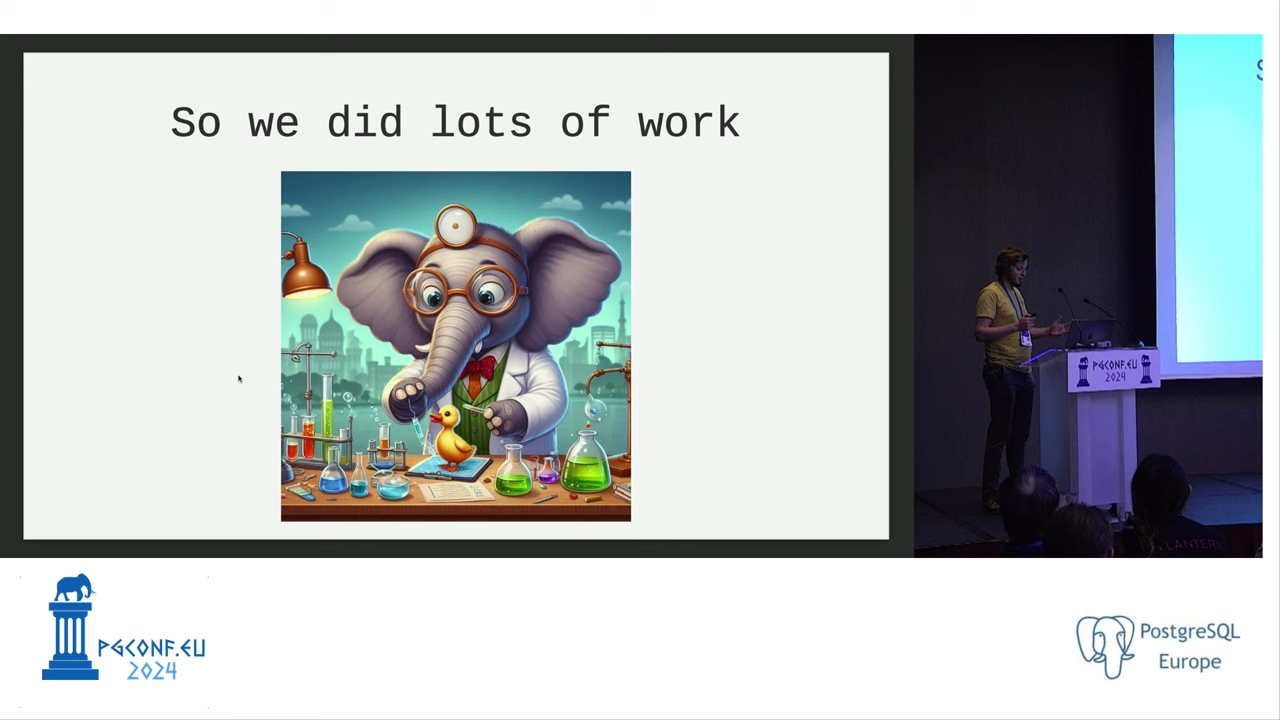 So we did lots of work
PGCONF.EU
2024
PGCONF.EU
2024
PostgreSQL
Europe